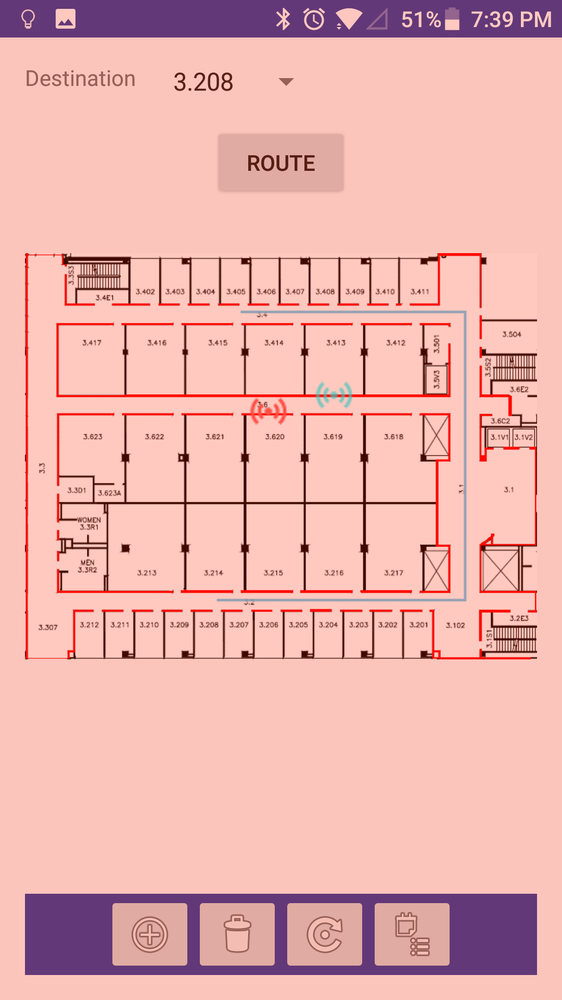 51% 7:39 PM
Destination 3.208
ROUTE
3.3S3
3.4E1 3.402 3.403 3.404 3.405 3.406 3.407 3.408 3.409 3.410 3.411
3.4
3.417 3.416 3.415 3.414 3.413 3.412 3.501 3.504
3.5V3 3.5S2
3.6E2
3.6
3.6C2
3.623 3.622 3.621 3.620 3.619 3.618 3.1V1 3.1V2
3.3
3.3D1 3.623A 3.1 3.1
WOMEN
3.3R1
MEN
3.3R2
3.213 3.214 3.215 3.216 3.217
3.2
3.307 3.212 3.211 3.210 3.209 3.208 3.207 3.206 3.205 3.204 3.203 3.202 3.201 3.102 3.2E3
3.1S1